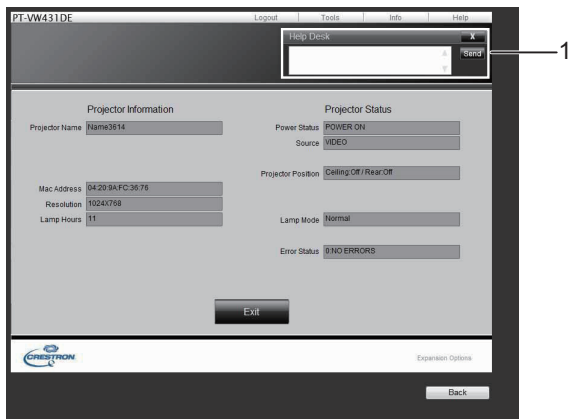 PT-VW431DE Logout Tools Info Help
Help Desk X
Send
1
Projector Information Projector Status
Projector Name Name3614 Power Status POWER ON
Source VIDEO
Projector Position Ceiling:Off / Rear:Off
Mac Address 04:20:9A:FC:36:76
Resolution 1024X768
Lamp Hours 11 Lamp Mode Normal
Error Status 0:NO ERRORS
Exit
CRESTRON Expansion Options
Back